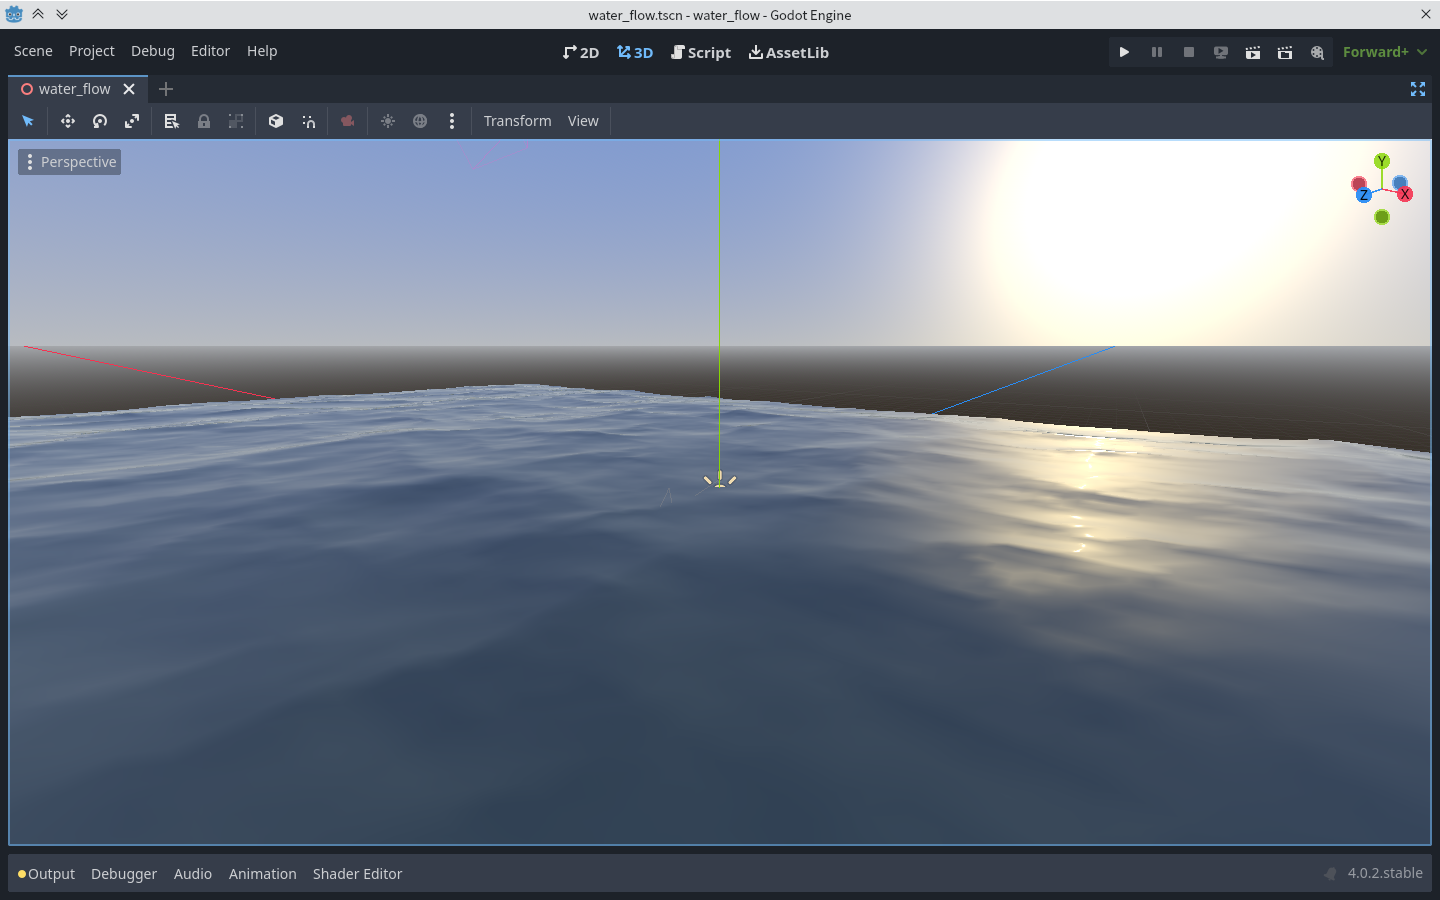 water_flow.tscn - water_flow - Godot Engine
Scene Project Debug Editor Help 2D 3D Script AssetLib Forward+
water_flow
Transform View
Perspective
Y
Z X
Output Debugger Audio Animation Shader Editor 4.0.2.stable